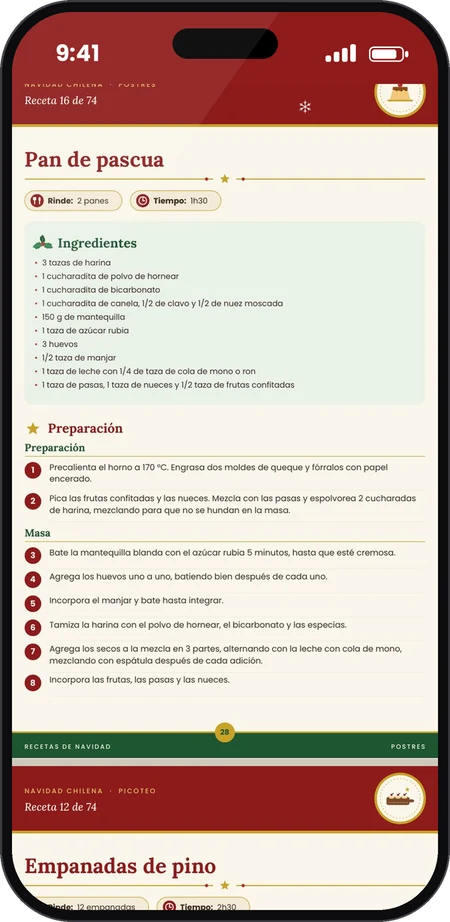 9:41
NAVIDAD CHILENA · POSTRES
Receta 16 de 74
Pan de pascua
Rinde: 2 panes
Tiempo: 1h30
Ingredientes
• 3 tazas de harina
• 1 cucharadita de polvo de hornear
• 1 cucharadita de bicarbonato
• 1 cucharadita de canela, 1/2 de clavo y 1/2 de nuez moscada
• 150 g de mantequilla
• 1 taza de azúcar rubia
• 3 huevos
• 1/2 taza de manjar
• 1 taza de leche con 1/4 de taza de cola de mono o ron
• 1 taza de pasas, 1 taza de nueces y 1/2 taza de frutas confitadas
Preparación
Preparación
1 Precalienta el horno a 170 °C. Engrasa dos moldes de queque y fórralos con papel
encerado.
2 Pica las frutas confitadas y las nueces. Mezcla con las pasas y espolvorea 2 cucharadas
de harina, mezclando para que no se hundan en la masa.
Masa
3 Bate la mantequilla blanda con el azúcar rubia 5 minutos, hasta que esté cremosa.
4 Agrega los huevos uno a uno, batiendo bien después de cada uno.
5 Incorpora el manjar y bate hasta integrar.
6 Tamiza la harina con el polvo de hornear, el bicarbonato y las especias.
7 Agrega los secos a la mezcla en 3 partes, alternando con la leche con cola de mono,
mezclando con espátula después de cada adición.
8 Incorpora las frutas, las pasas y las nueces.
28
RECETAS DE NAVIDAD
POSTRES
NAVIDAD CHILENA · PICOTEO
Receta 12 de 74
Empanadas de pino
Rinde: 12 empanadas
Tiempo: 2h30